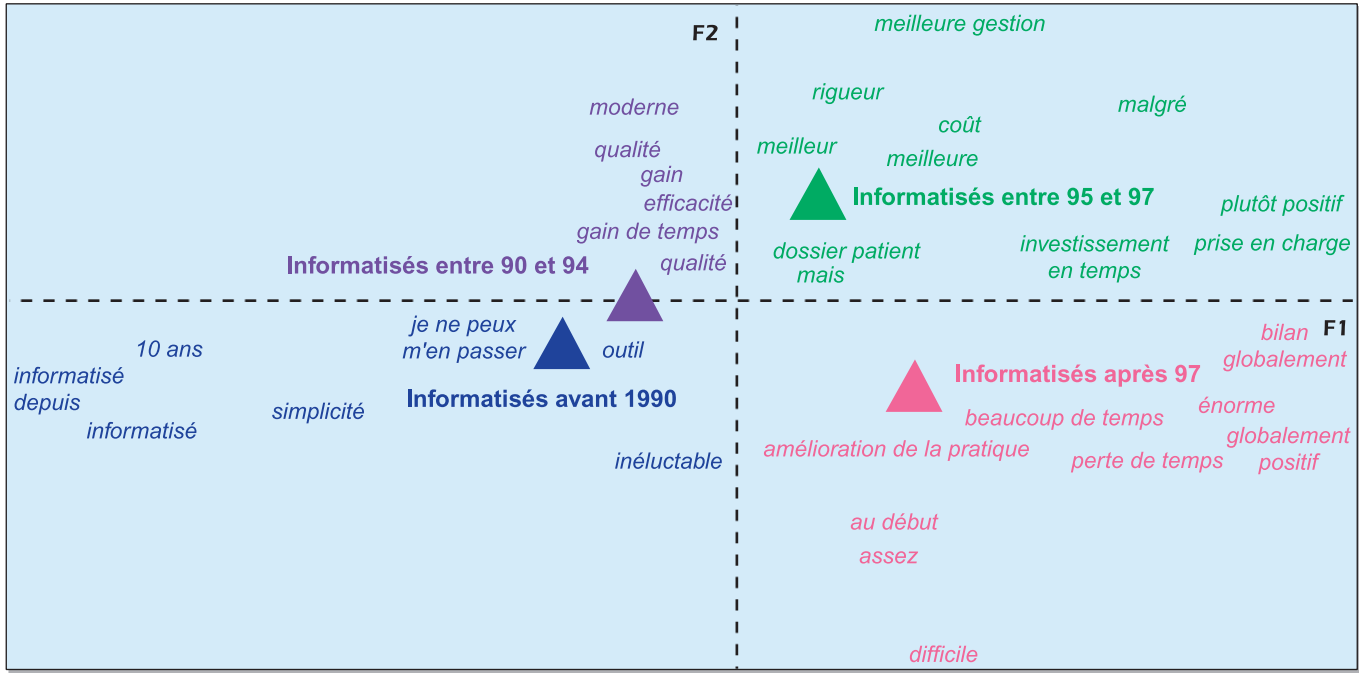 meilleure gestion
F2
rigueur
malgré
moderne
coût
meilleur
meilleure
qualité
gain
efficacité
Informatisés entre 95 et 97
plutôt positif
gain de temps
prise en charge
dossier patient
mais
investissement
en temps
Informatisés entre 90 et 94
qualité
F1
je ne peux
m'en passer
outil
10 ans
bilan
globalement
informatisé
depuis
Informatisés après 97
Informatisés avant 1990
simplicité
informatisé
beaucoup de temps
énorme
globalement
positif
amélioration de la pratique
perte de temps
inéluctable
au début
assez
difficile